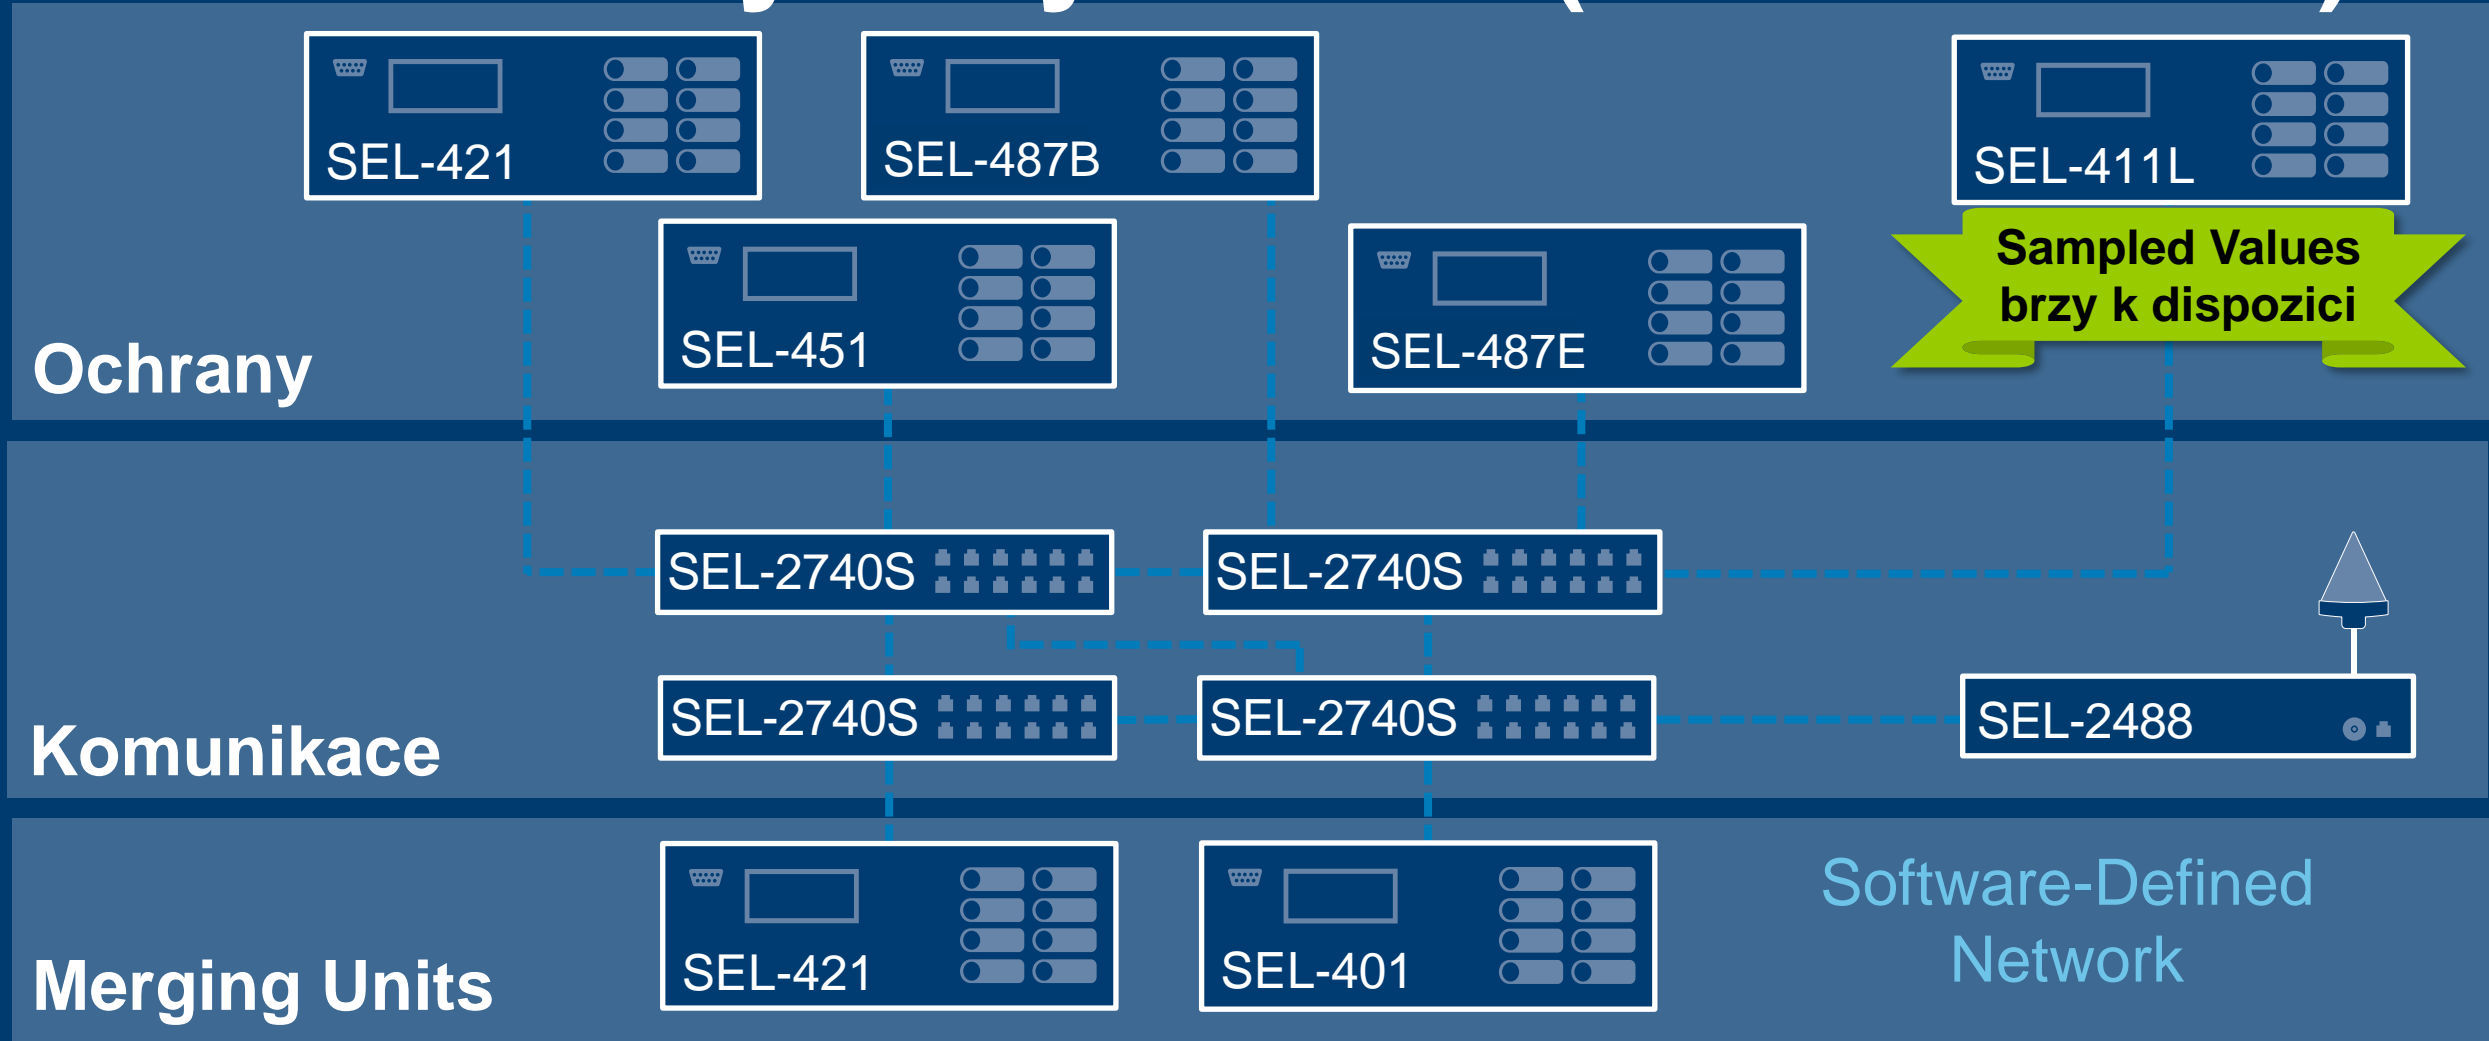 SEL-421
SEL-487B
SEL-411L
Sampled Values
brzy k dispozici
SEL-451
SEL-487E
Ochrany
SEL-2740S
SEL-2740S
SEL-2740S
SEL-2740S
SEL-2488
Komunikace
SEL-421
SEL-401
Software-Defined
Network
Merging Units